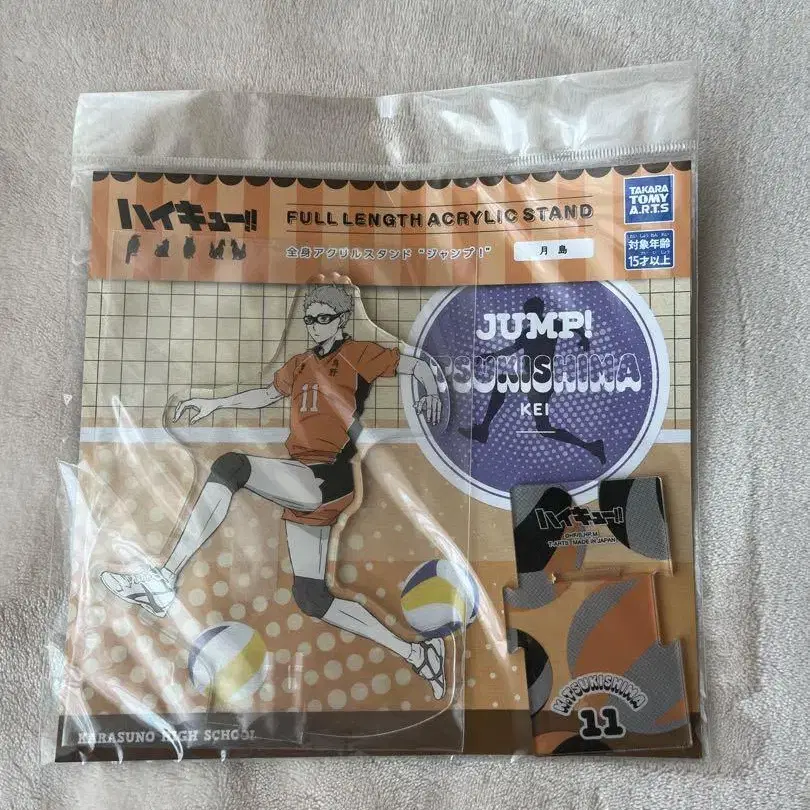 ハイキュー!!
FULL LENGTH ACRYLIC STAND
全身アクリルスタンド "ジャンプ!"
月島
TAKARA
TOMY
A.R.T.S
対象年齢
15才以上
JUMP!
TSUKISHIMA
KEI
11
ハイキュー!!
T-ARTS MADE IN JAPAN
K.TSUKISHIMA
11
KARASUNO HIGH SCHOOL